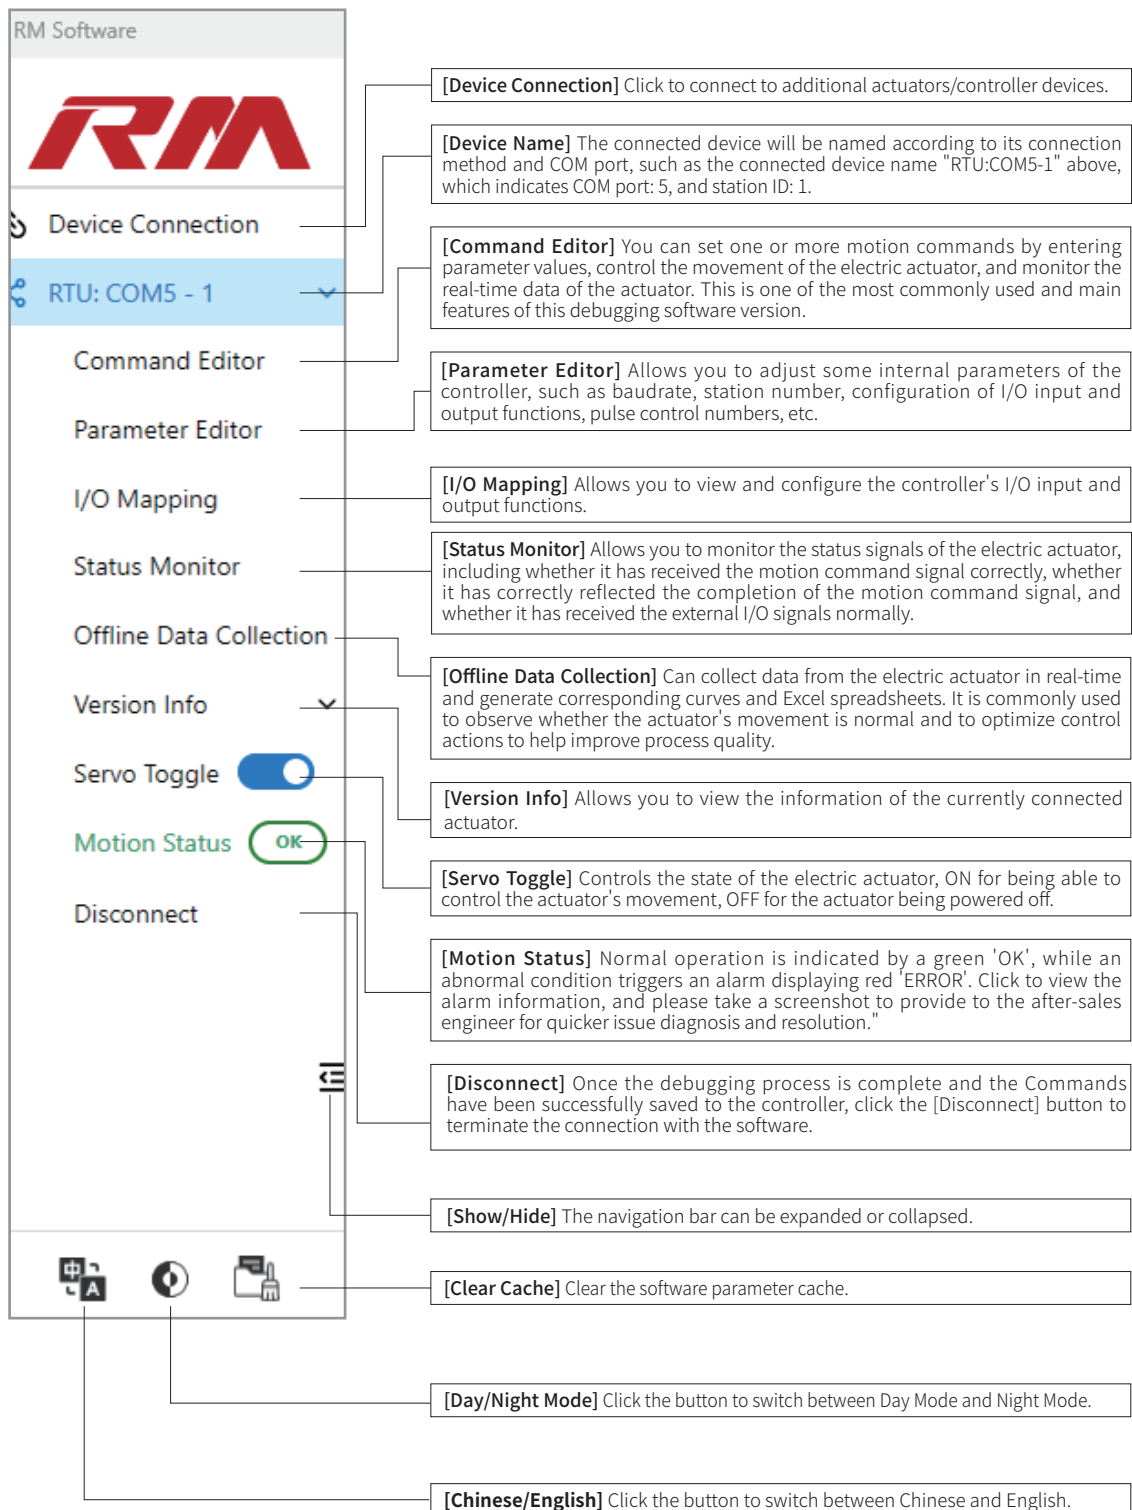 RM Software
RM
[Device Connection] Click to connect to additional actuators/controller devices.
[Device Name] The connected device will be named according to its connection
method and COM port, such as the connected device name "RTU:COM5-1" above,
which indicates COM port: 5, and station ID: 1.
Device Connection
[Command Editor] You can set one or more motion commands by entering
parameter values, control the movement of the electric actuator, and monitor the
real-time data of the actuator. This is one of the most commonly used and main
features of this debugging software version.
RTU: COM5 - 1
Command Editor
[Parameter Editor] Allows you to adjust some internal parameters of the
controller, such as baudrate, station number, configuration of I/O input and
output functions, pulse control numbers, etc.
Parameter Editor
I/O Mapping
[I/O Mapping] Allows you to view and configure the controller's I/O input and
output functions.
Status Monitor
[Status Monitor] Allows you to monitor the status signals of the electric actuator,
including whether it has received the motion command signal correctly, whether
it has correctly reflected the completion of the motion command signal, and
whether it has received the external I/O signals normally.
Offline Data Collection
[Offline Data Collection] Can collect data from the electric actuator in real-time
and generate corresponding curves and Excel spreadsheets. It is commonly used
to observe whether the actuator's movement is normal and to optimize control
actions to help improve process quality.
Version Info
[Version Info] Allows you to view the information of the currently connected
actuator.
Servo Toggle
[Servo Toggle] Controls the state of the electric actuator, ON for being able to
control the actuator's movement, OFF for the actuator being powered off.
Motion Status OK
[Motion Status] Normal operation is indicated by a green 'OK', while an
abnormal condition triggers an alarm displaying red 'ERROR'. Click to view the
alarm information, and please take a screenshot to provide to the after-sales
engineer for quicker issue diagnosis and resolution."
Disconnect
[Disconnect] Once the debugging process is complete and the Commands
have been successfully saved to the controller, click the [Disconnect] button to
terminate the connection with the software.
[Show/Hide] The navigation bar can be expanded or collapsed.
中 A
[Clear Cache] Clear the software parameter cache.
[Day/Night Mode] Click the button to switch between Day Mode and Night Mode.
[Chinese/English] Click the button to switch between Chinese and English.